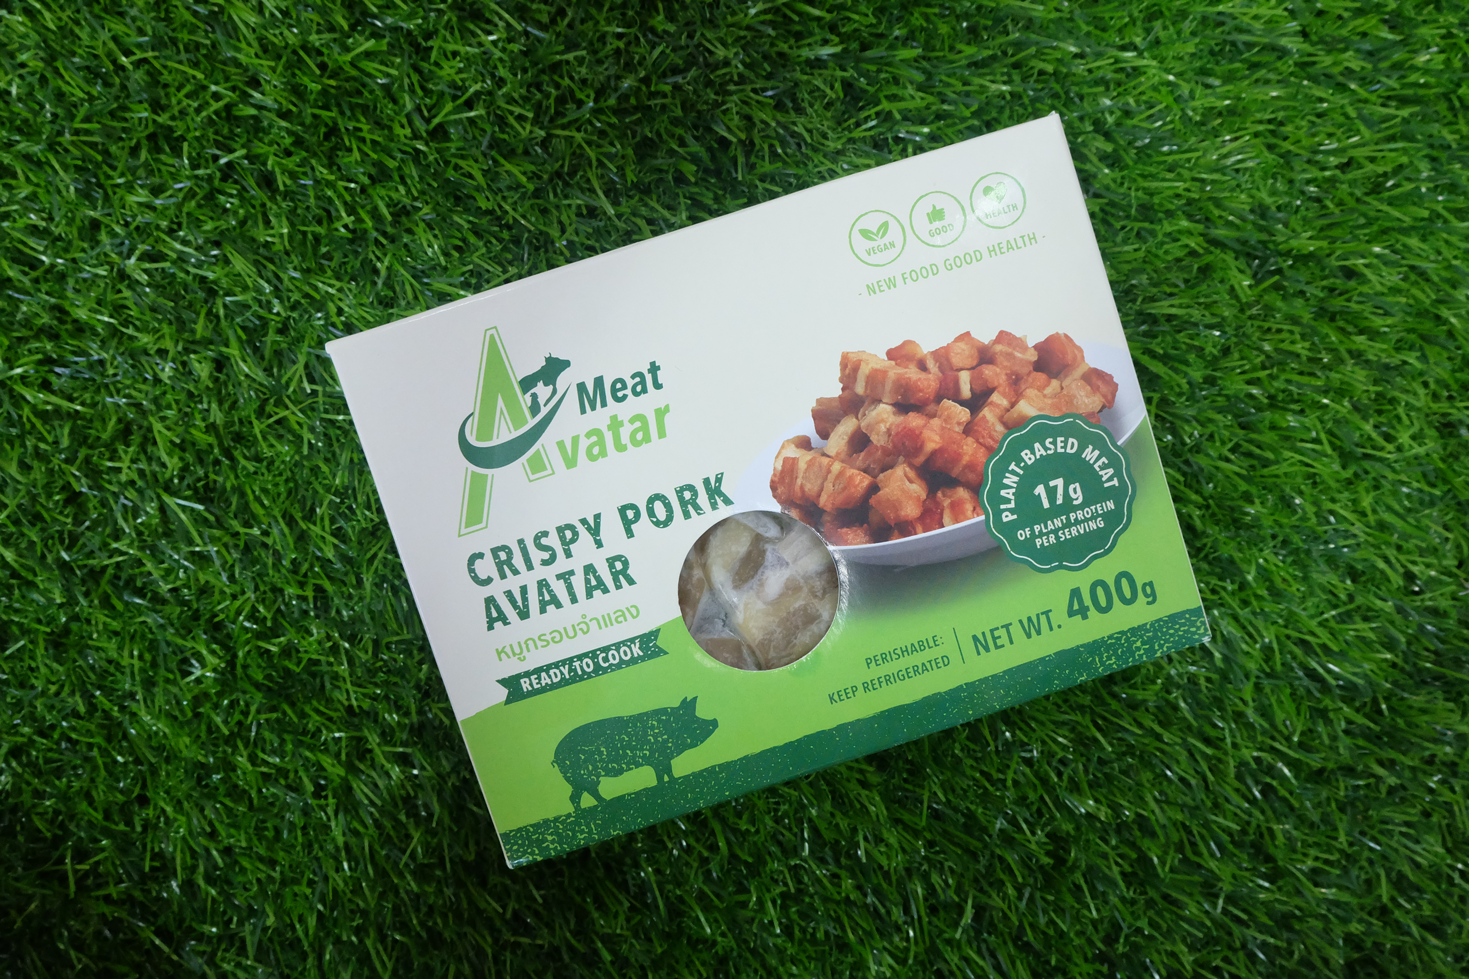 VEGAN
GOOD
HEALTH
· NEW FOOD GOOD HEALTH ·
Meat
Avatar
CRISPY PORK
AVATAR
หมูกรอบจำแลง
READY TO COOK
PLANT-BASED MEAT
17g
OF PLANT PROTEIN
PER SERVING
PERISHABLE:
KEEP REFRIGERATED
NET WT. 400g